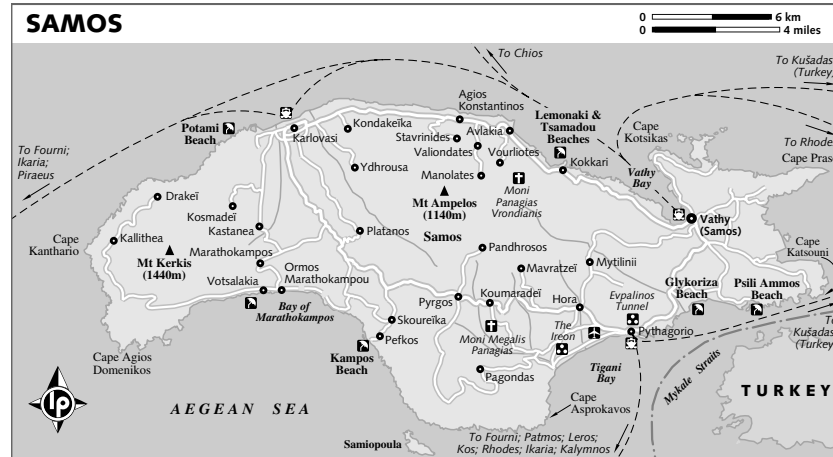 SAMOS
0 6 km
0 4 miles
To Chios
To Kuşadası
(Turkey)
Agios
Konstantinos
Lemonaki &
Tsamadou
Beaches
Cape
Kotsikas
To Rhodes
Cape Praso
Potami
Beach
Karlovasi
Kondakeïka
Stavrinides
Valiondates
Avlakia
Vourliotes
Kokkari
Vathy
Bay
To Fourni;
Ikaria;
Piraeus
Ydhrousa
Manolates
Mt Ampelos
(1140m)
Moni
Panagias
Vrondianis
Vathy
(Samos)
Drakeï
Kosmadeï
Kastanea
Platanos
Samos
Pandhrosos
Cape
Kanthario
Kallithea
Mt Kerkis
(1440m)
Marathokampos
Mavratzeï
Mytilinii
Cape
Katsouni
Votsalakia
Ormos
Marathokampou
Bay of
Marathokampos
Pyrgos
Koumaradeï
Hora
Evpalinos
Tunnel
Glykoriza
Beach
Psili Ammos
Beach
Skoureïka
Pefkos
Kampos
Beach
Moni Megalis
Panagias
The
Ireon
Pythagorio
To
Kuşadası
(Turkey)
Cape Agios
Domenikos
Pagondas
Tigani
Bay
Mykale Straits
TURKEY
lp
AEGEAN SEA
Cape
Asprokavos
Samiopoula
To Fourni; Patmos; Leros;
Kos; Rhodes; Ikaria; Kalymnos